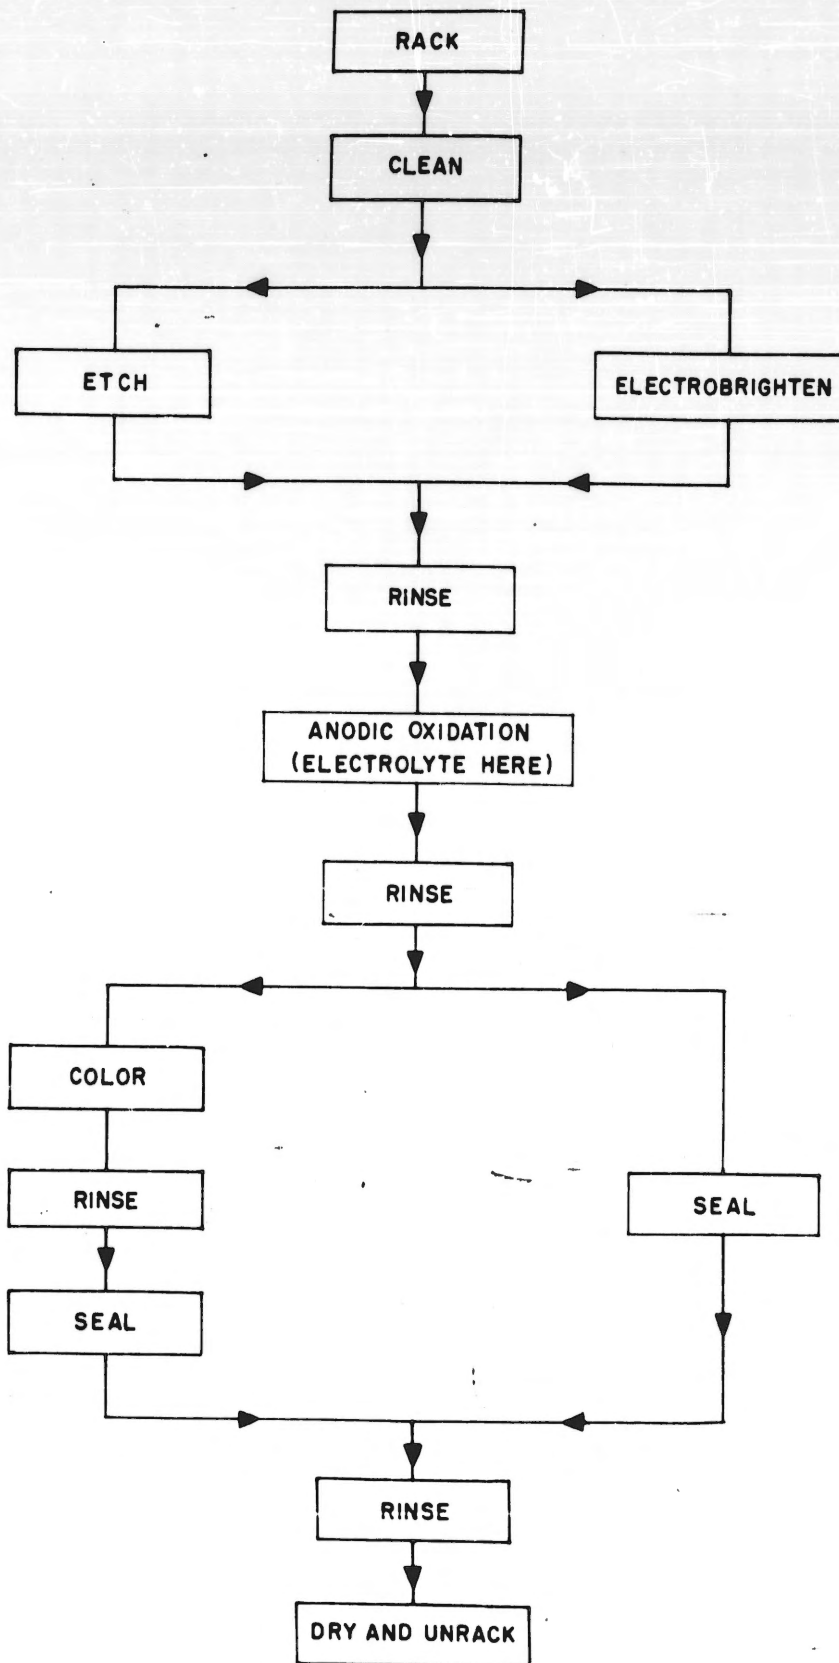 RACK
CLEAN
ETCH
ELECTROBRIGHTEN
RINSE
ANODIC OXIDATION
(ELECTROLYTE HERE)
RINSE
COLOR
RINSE
SEAL
SEAL
RINSE
DRY AND UNRACK